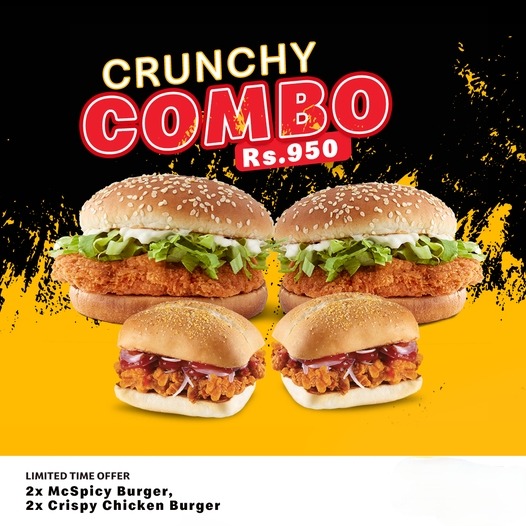 CRUNCHY
COMBO
Rs.950
LIMITED TIME OFFER
2x McSpicy Burger,
2x Crispy Chicken Burger